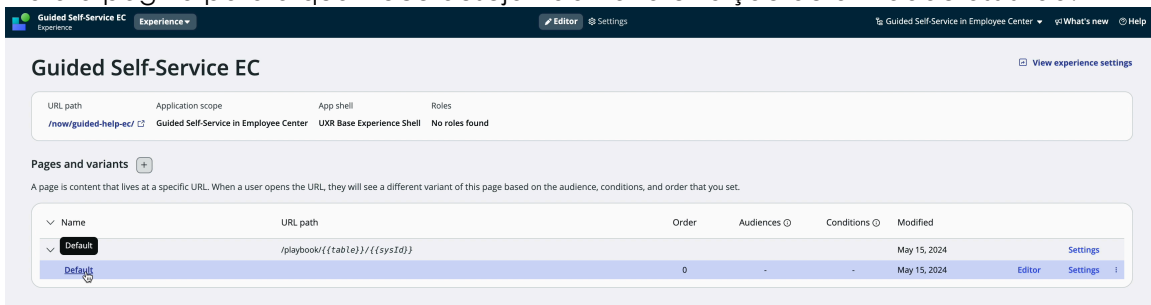 Guided Self-Service EC
Experience
Experience
Editor
Settings
Guided Self-Service in Employee Center
What's new
Help
Guided Self-Service EC
View experience settings
URL path Application scope App shell Roles
/now/guided-help-ec/ Guided Self-Service in Employee Center UXR Base Experience Shell No roles found
Pages and variants +
A page is content that lives at a specific URL. When a user opens the URL, they will see a different variant of this page based on the audience, conditions, and order that you set.
Name URL path Order Audiences Conditions Modified
Default /playbook/{{table}}/{{sysId}} May 15, 2024 Settings
Default 0 - - May 15, 2024 Editor Settings